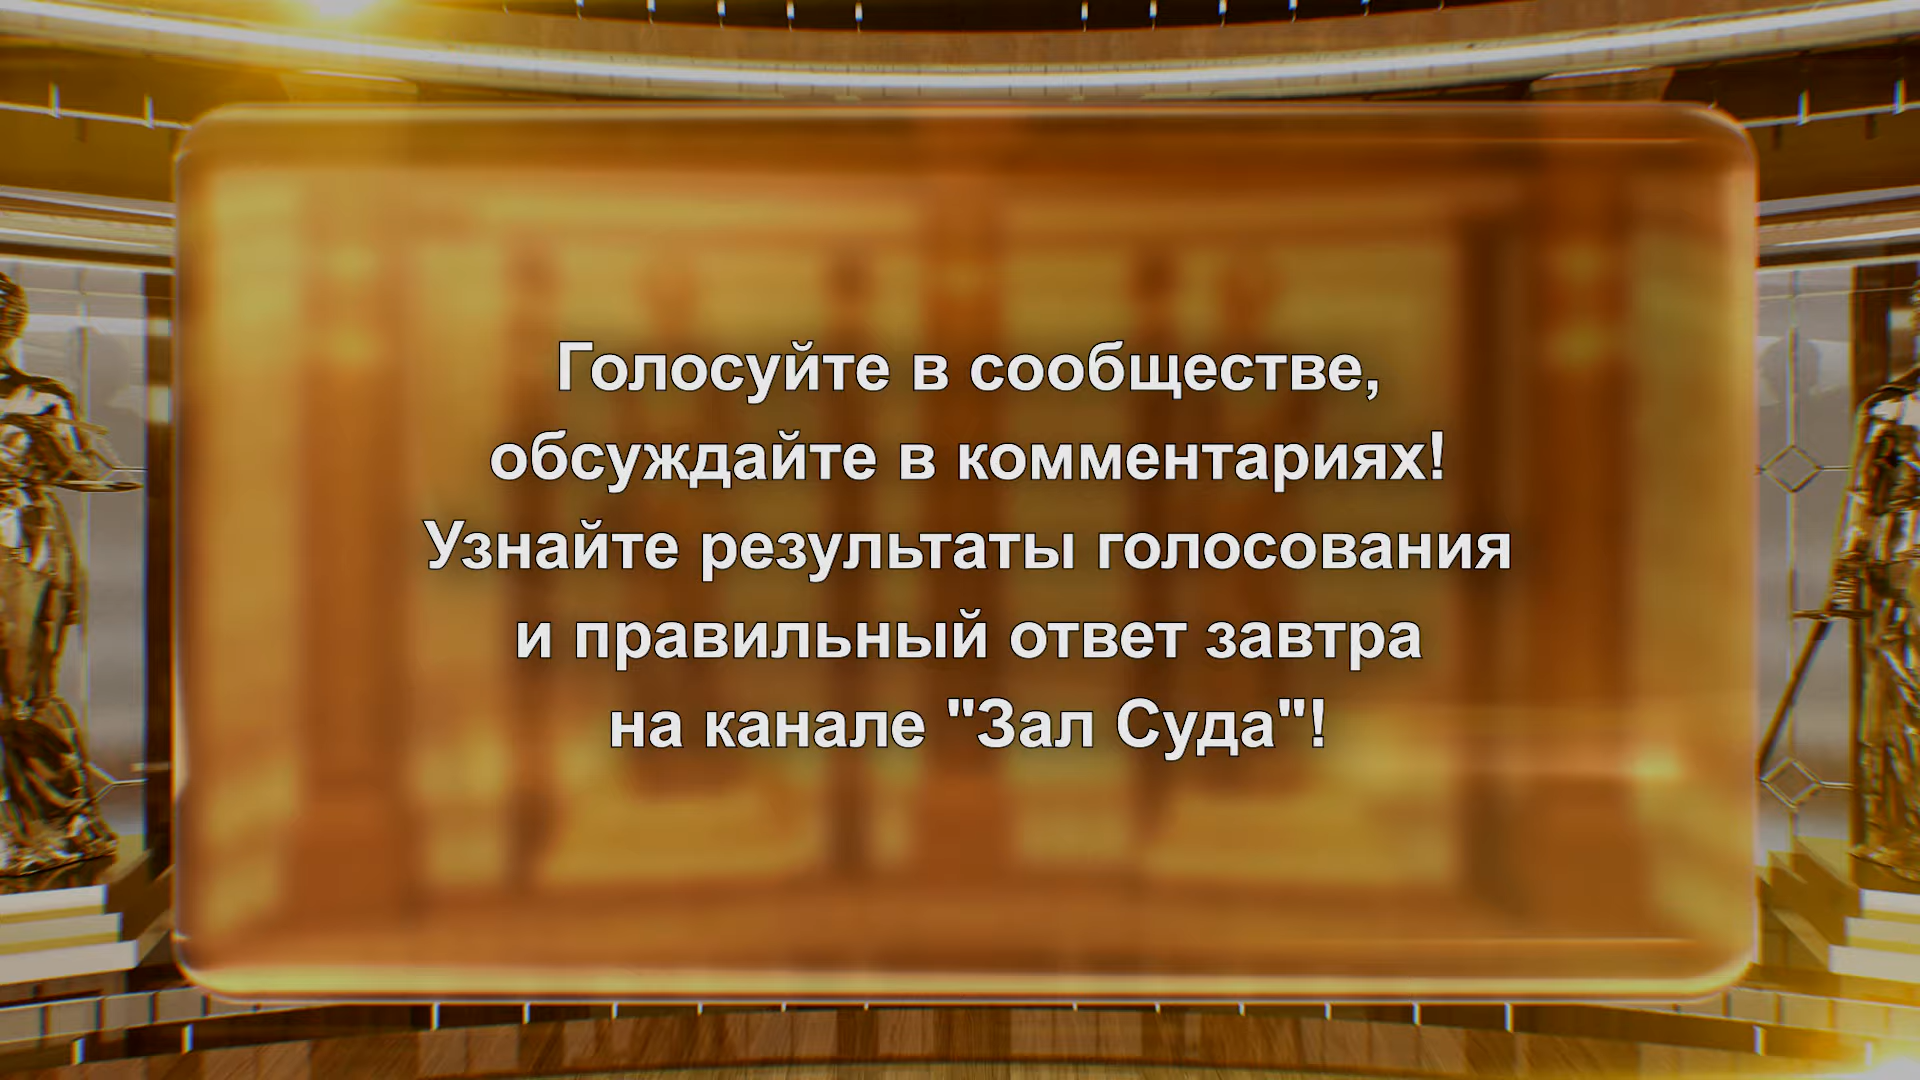 Голосуйте в сообществе,
обсуждайте в комментариях!
Узнайте результаты голосования
и правильный ответ завтра
на канале "Зал Суда"!